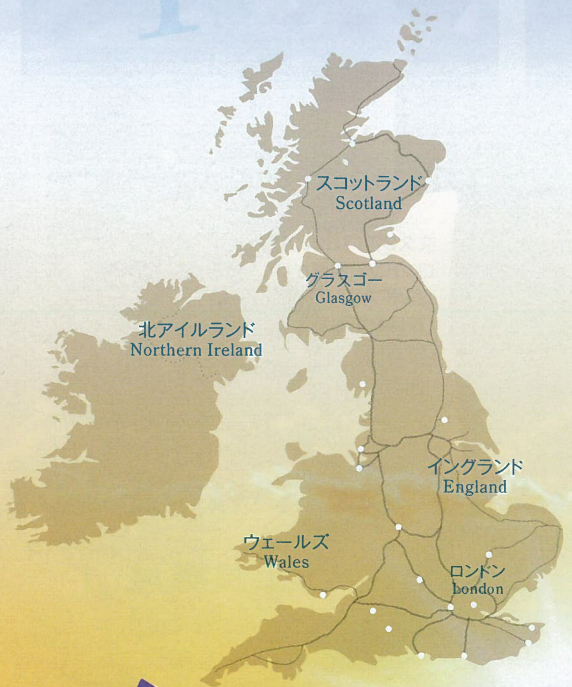 スコットランド
Scotland
グラスゴー
Glasgow
北アイルランド
Northern Ireland
イングランド
England
ウェールズ
Wales
ロンドン
London